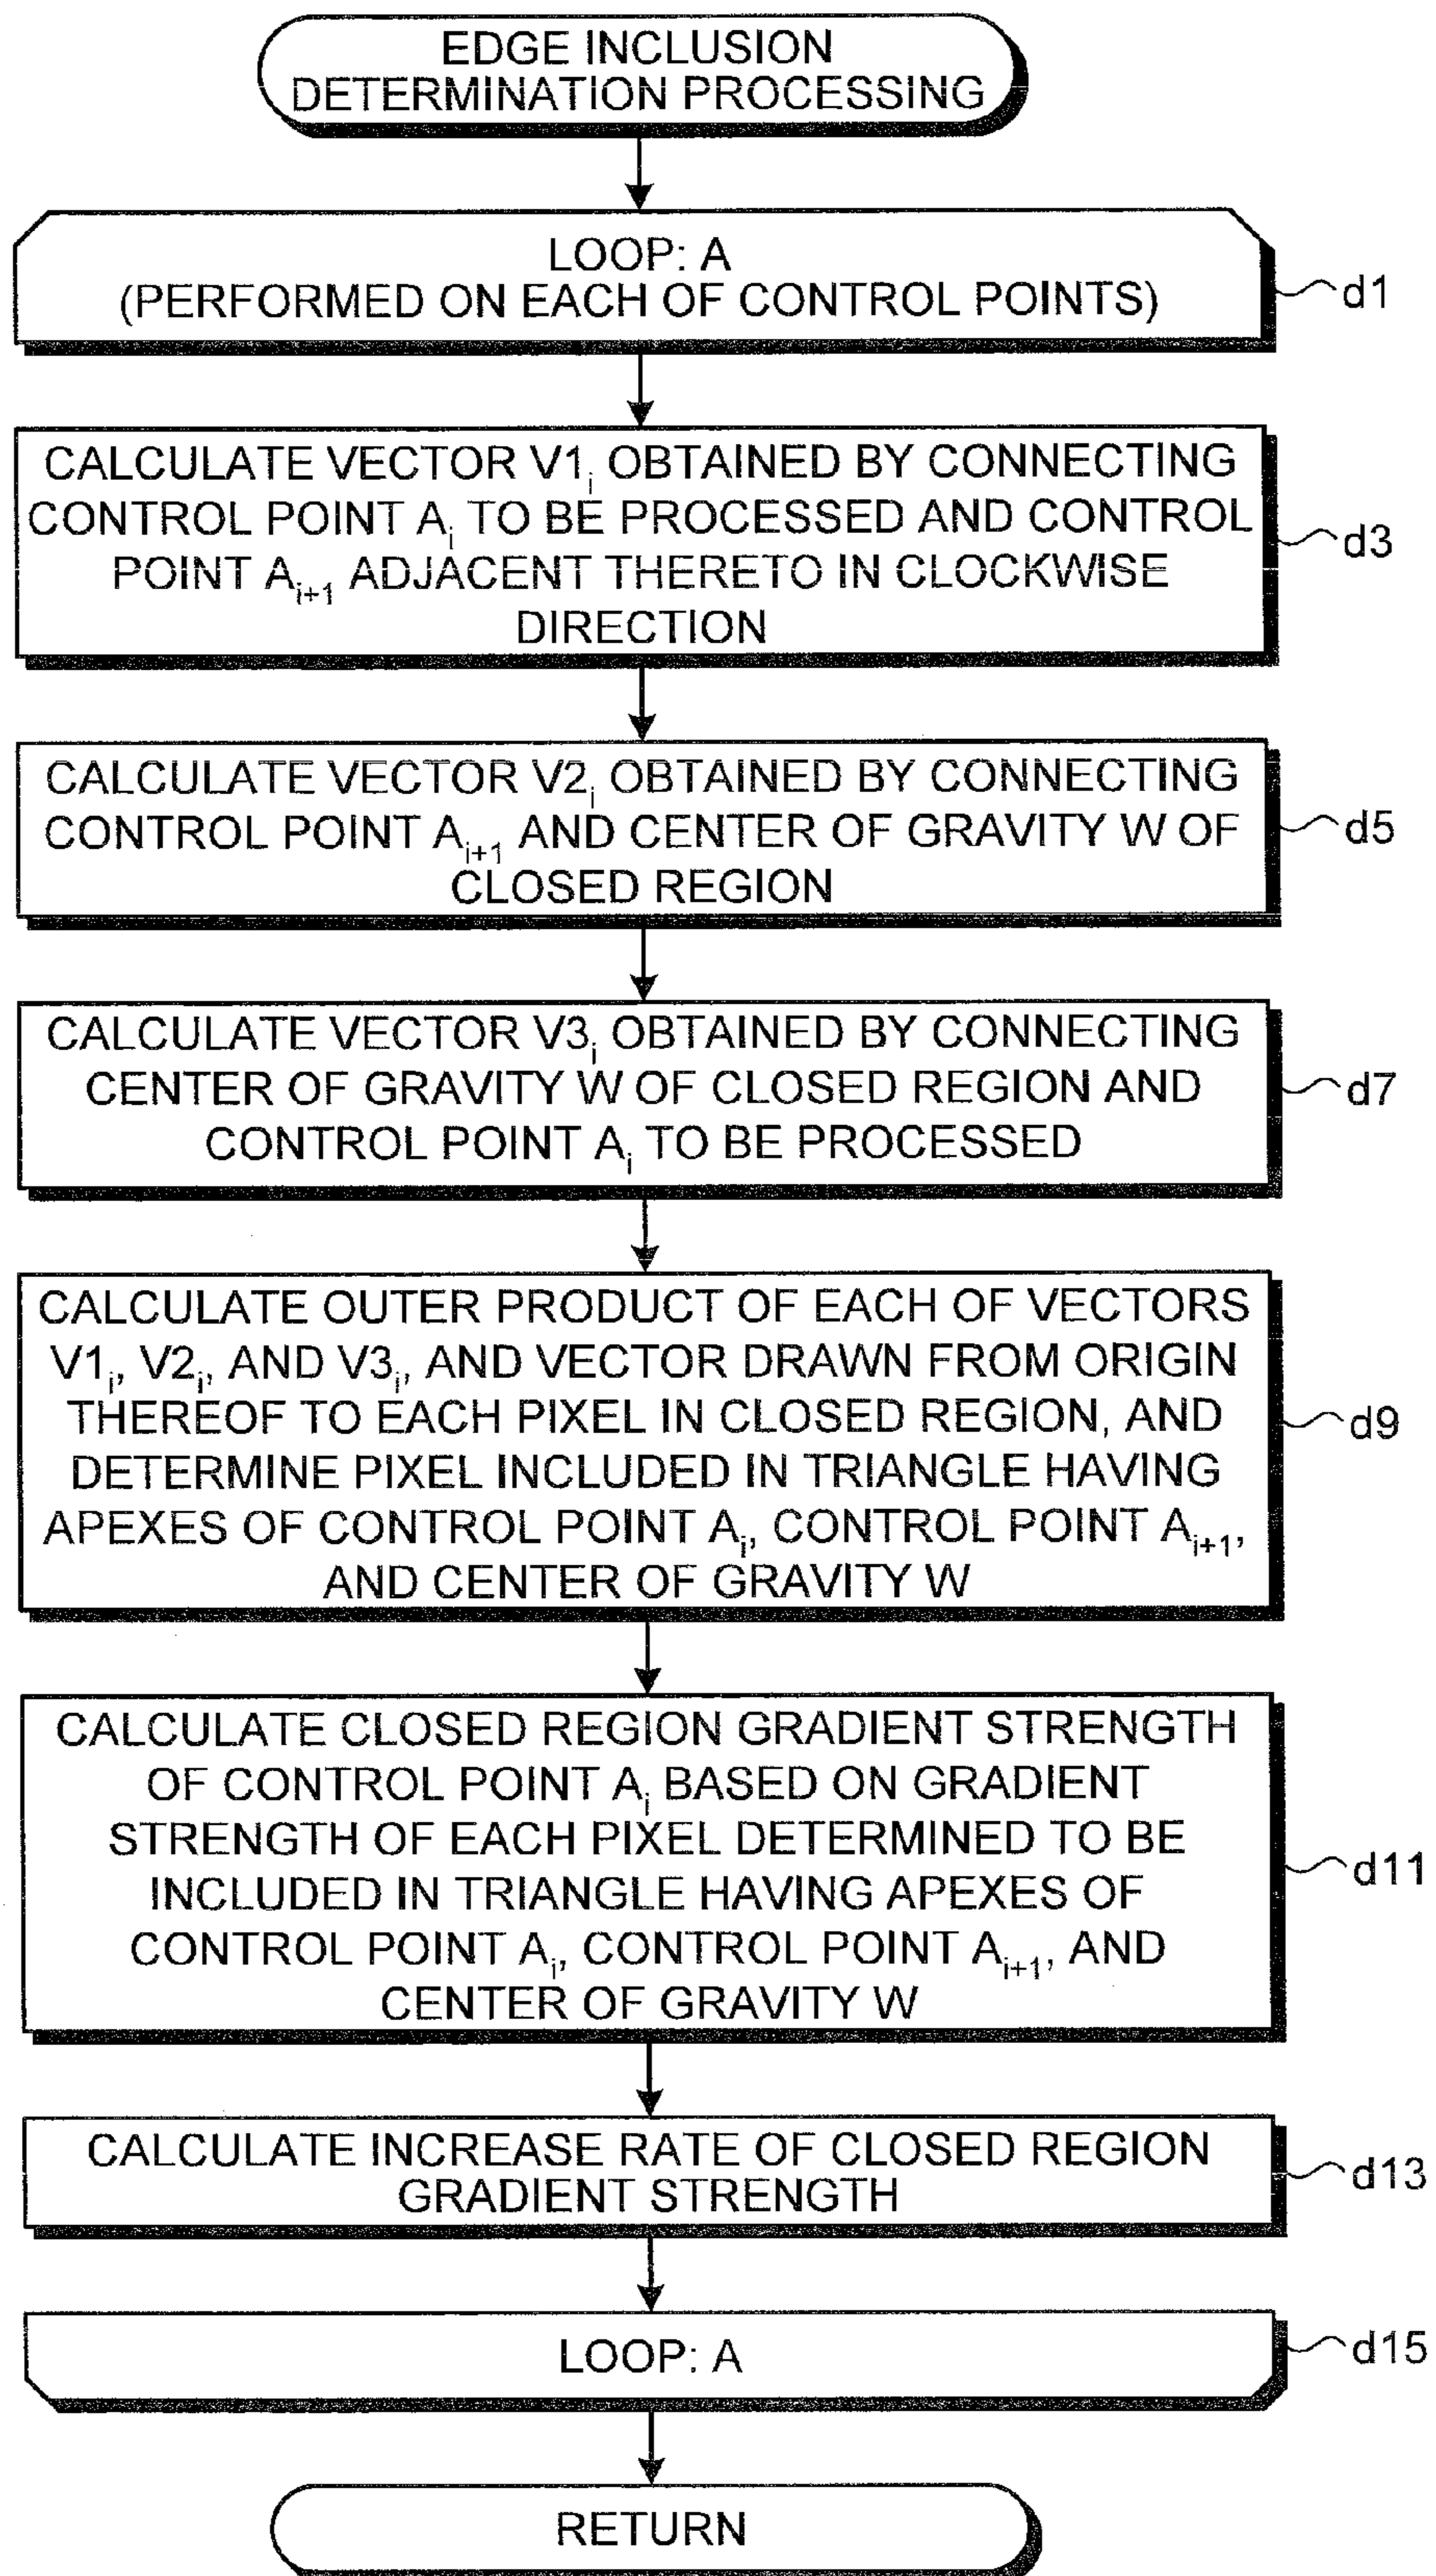 EDGE INCLUSION
DETERMINATION PROCESSING
LOOP: A
(PERFORMED ON EACH OF CONTROL POINTS)
d1
CALCULATE VECTOR V1i OBTAINED BY CONNECTING
CONTROL POINT Ai TO BE PROCESSED AND CONTROL
POINT Ai+1 ADJACENT THERETO IN CLOCKWISE
DIRECTION
d3
CALCULATE VECTOR V2i OBTAINED BY CONNECTING
CONTROL POINT Ai+1 AND CENTER OF GRAVITY W OF
CLOSED REGION
d5
CALCULATE VECTOR V3i OBTAINED BY CONNECTING
CENTER OF GRAVITY W OF CLOSED REGION AND
CONTROL POINT Ai TO BE PROCESSED
d7
CALCULATE OUTER PRODUCT OF EACH OF VECTORS
V1i, V2i, AND V3i, AND VECTOR DRAWN FROM ORIGIN
THEREOF TO EACH PIXEL IN CLOSED REGION, AND
DETERMINE PIXEL INCLUDED IN TRIANGLE HAVING
APEXES OF CONTROL POINT Ai, CONTROL POINT Ai+1,
AND CENTER OF GRAVITY W
d9
CALCULATE CLOSED REGION GRADIENT STRENGTH
OF CONTROL POINT Ai BASED ON GRADIENT
STRENGTH OF EACH PIXEL DETERMINED TO BE
INCLUDED IN TRIANGLE HAVING APEXES OF
CONTROL POINT Ai, CONTROL POINT Ai+1, AND
CENTER OF GRAVITY W
d11
CALCULATE INCREASE RATE OF CLOSED REGION
GRADIENT STRENGTH
d13
LOOP: A
d15
RETURN